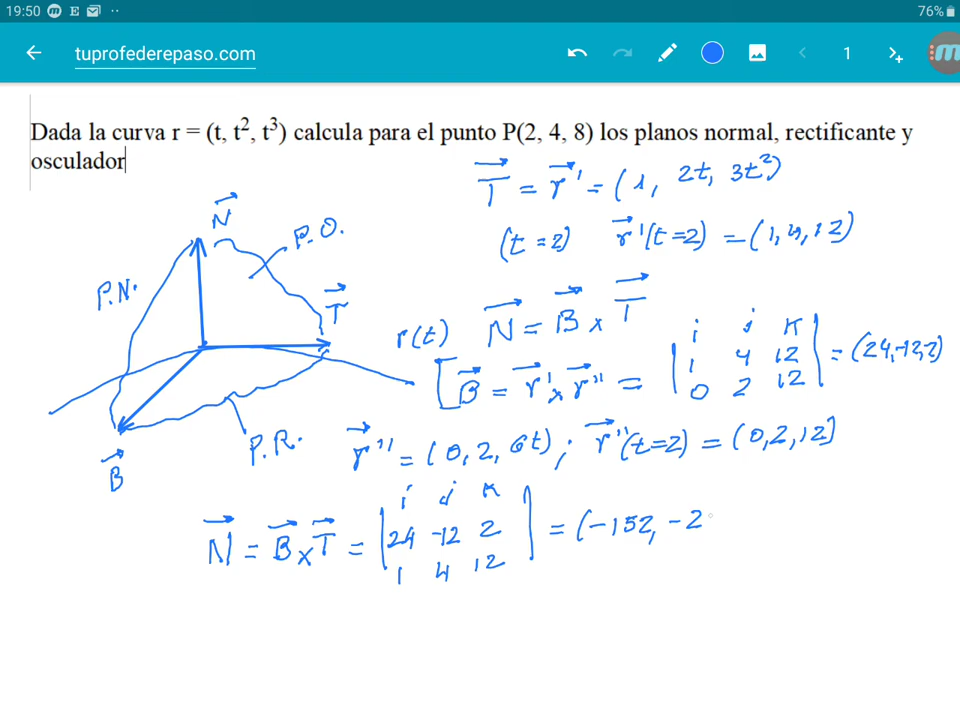 19:50 76%
tuprofederepaso.com 1
Dada la curva r = (t, t², t³) calcula para el punto P(2, 4, 8) los planos normal, rectificante y
osculador
T = r' = (1, 2t, 3t²)
(t = 2) r'(t=2) = (1, 4, 12)
N
P.O.
P.N.
T
r(t) N = B x T
i j K
B = r' x r'' = | 1 4 12 | = (24,-12,2)
0 2 12
P.R.
B
r'' = (0, 2, 6t) ; r''(t=2) = (0,2,12)
i j K
N = B x T = | 24 -12 2 | = (-152, -2
1 4 12